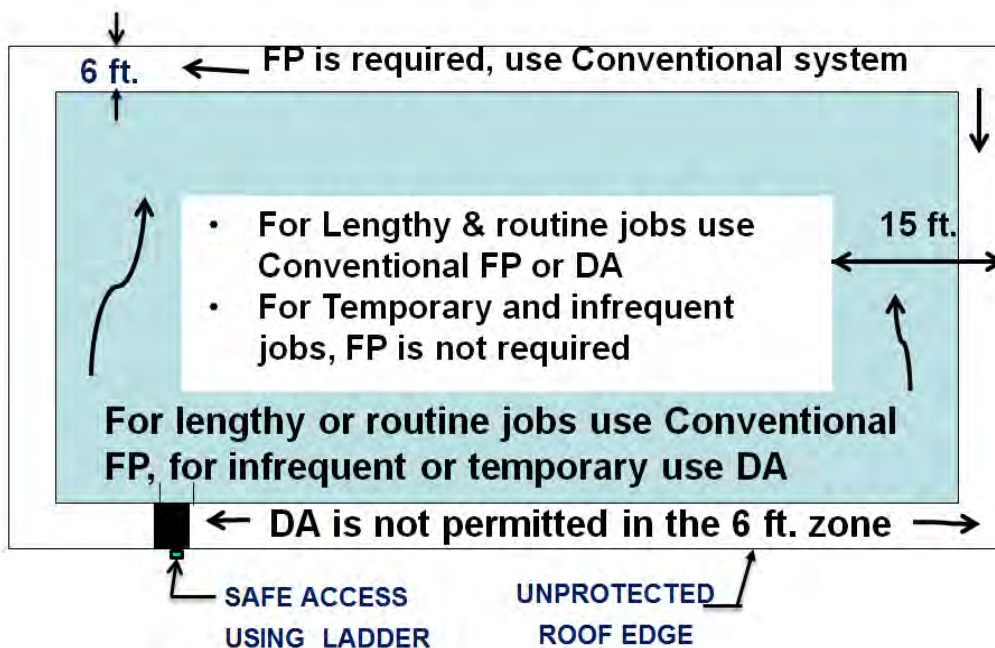 6 ft.
FP is required, use Conventional system
• For Lengthy & routine jobs use
Conventional FP or DA
• For Temporary and infrequent
jobs, FP is not required
15 ft.
For lengthy or routine jobs use Conventional
FP, for infrequent or temporary use DA
DA is not permitted in the 6 ft. zone
SAFE ACCESS
USING LADDER
UNPROTECTED
ROOF EDGE